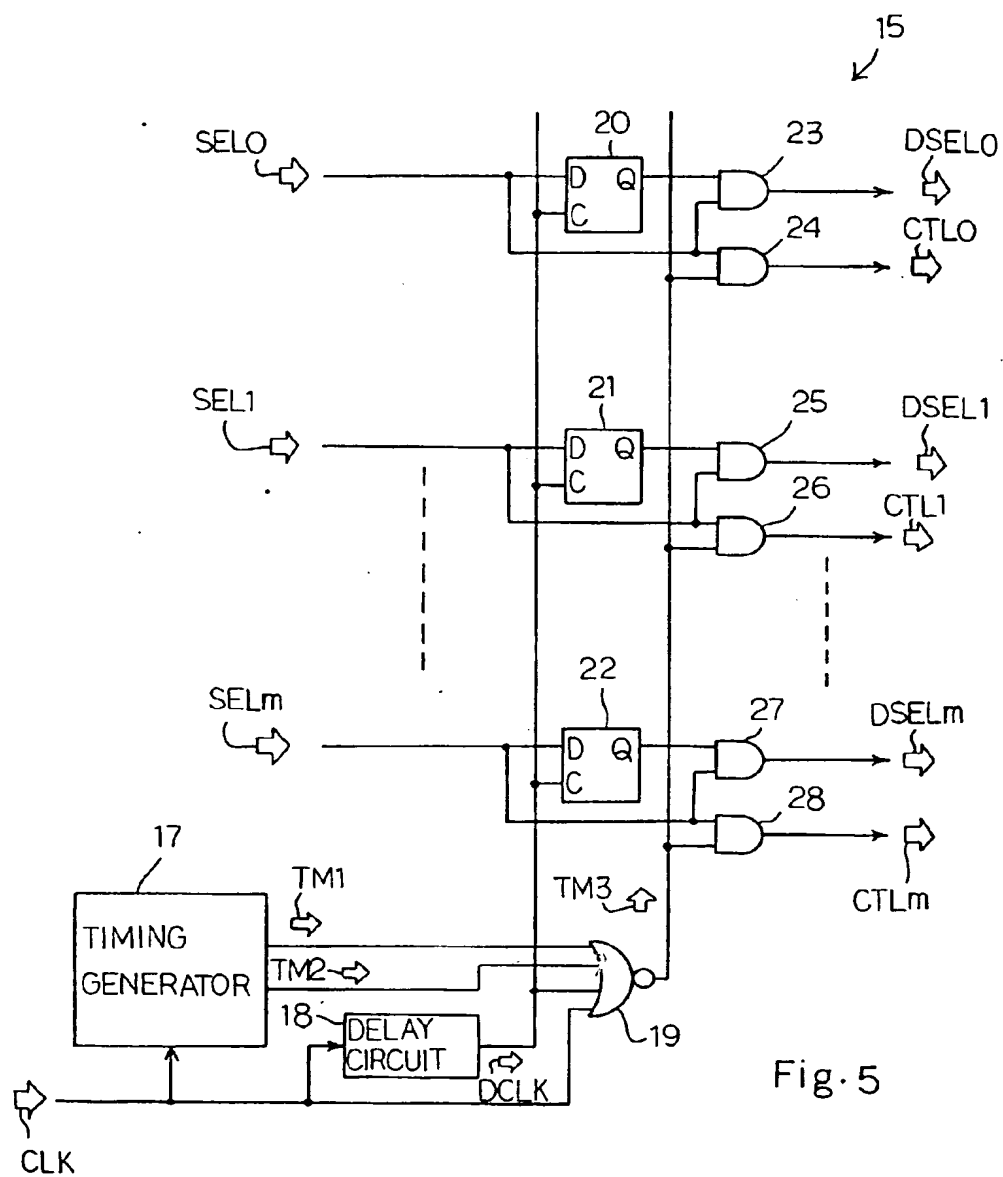 15
SEL0
20
23
DSEL0
D Q
C
24
CTL0
SEL1
21
25
DSEL1
D Q
C
26
CTL1
SELm
22
27
DSELm
D Q
C
28
CTLm
17
TM1
TM3
TIMING
GENERATOR
TM2
18
DELAY
CIRCUIT
19
DCLK
Fig. 5
CLK